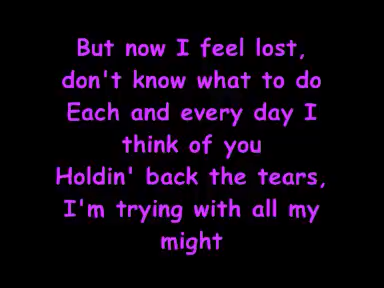 But now I feel lost,
don't know what to do
Each and every day I
think of you
Holdin' back the tears,
I'm trying with all my
might